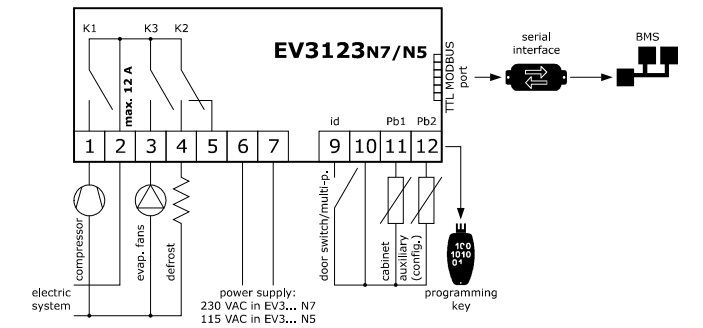 K1
K3
K2
EV3123N7/N5
max. 12 A
TTL MODBUS
port
serial
interface
BMS
id
Pb1
Pb2
1
2
3
4
5
6
7
9
10
11
12
compressor
evap. fans
defrost
door switch/multi-p.
cabinet
auxiliary
(config.)
1C0
1010
01
electric
system
power supply:
230 VAC in EV3... N7
115 VAC in EV3... N5
programming
key